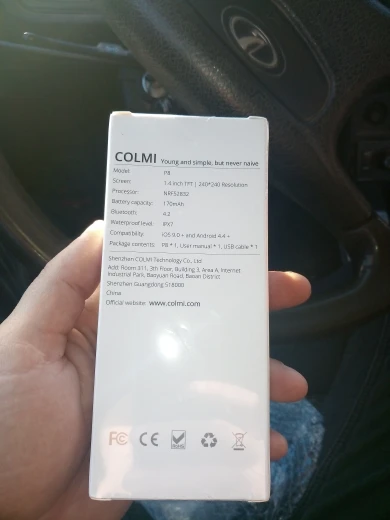 COLMI Young and simple, but never naive
Model: P8
Screen: 1.4 inch TFT | 240*240 Resolution
Processor: NRF52832
Battery capacity: 170mAh
Bluetooth: 4.2
Waterproof level: IPX7
Compatibility: iOS 9.0 + and Android 4.4 +
Package contents: P8 * 1, User manual * 1, USB cable * 1
Shenzhen COLMI Technology Co., Ltd
Add: Room 311, 3th Floor, Building 3, Area A, Internet
Industrial Park, Banyuan Road, Baoan District
Shenzhen Guangdong 518000
China
Official website: www.colmi.com
FC CE RoHS